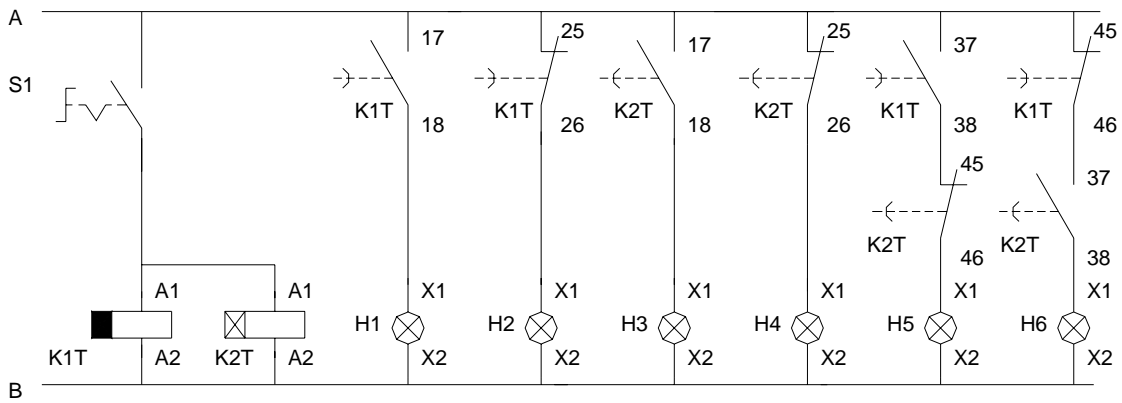 A
17 25 17 25 37 45
S1
K1T K1T K2T K2T K1T K1T
18 26 18 26 38 46
45 37
K2T K2T
46 38
A1 A1 X1 X1 X1 X1 X1 X1
H1 H2 H3 H4 H5 H6
K1T A2 K2T A2 X2 X2 X2 X2 X2 X2
B